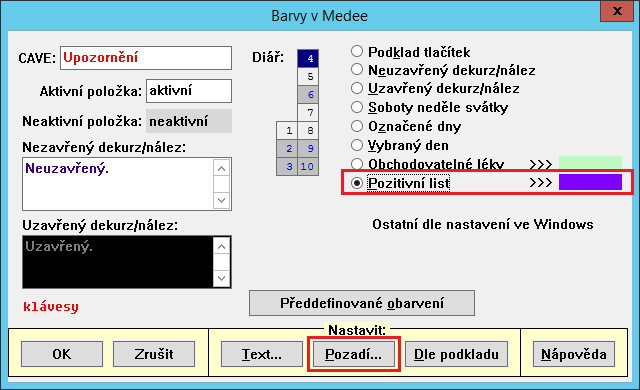 Barvy v Medee
x
CAVE: Upozornění
Aktivní položka: aktivní
Neaktivní položka: neaktivní
Nezavřený dekurz/nález:
Neuzavřený.
Uzavřený dekurz/nález:
Uzavřený.
klávesy
Diář:
4
5
6
7
1 8
2 9
3 10
Podklad tlačítek
Neuzavřený dekurz/nález
Uzavřený dekurz/nález
Soboty neděle svátky
Označené dny
Vybraný den
Obchodovatelné léky >>>
Pozitivní list >>>
Ostatní dle nastavení ve Windows
Předdefinované obarvení
Nastavit:
OK Zrušit Text... Pozadí... Dle podkladu Nápověda